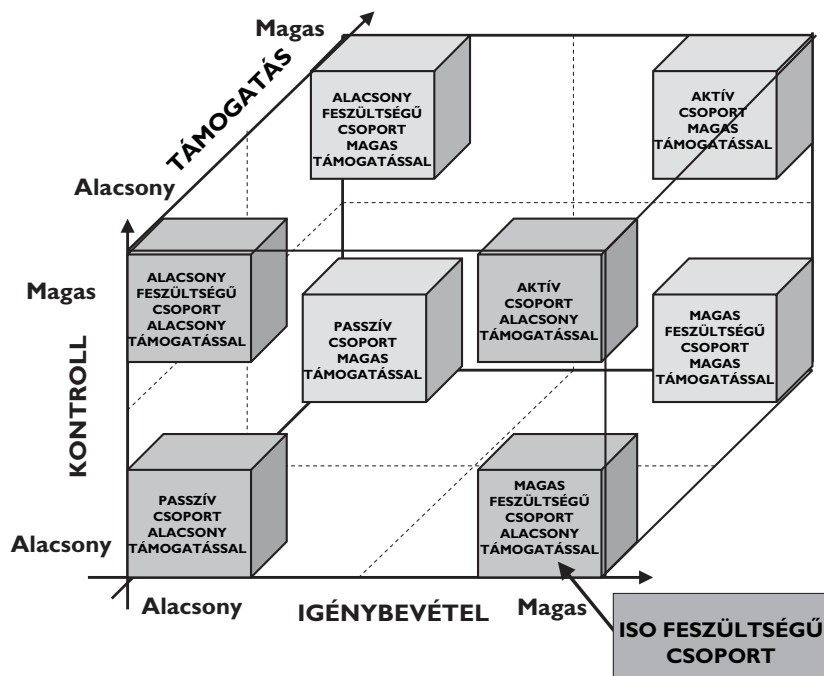 Magas
TÁMOGATÁS
Alacsony
ALACSONY
FESZÜLTSÉGŰ
CSOPORT
MAGAS
TÁMOGATÁSSAL
AKTÍV
CSOPORT
MAGAS
TÁMOGATÁSSAL
Magas
KONTROLL
Alacsony
ALACSONY
FESZÜLTSÉGŰ
CSOPORT
ALACSONY
TÁMOGATÁSSAL
PASSZÍV
CSOPORT
MAGAS
TÁMOGATÁSSAL
AKTÍV
CSOPORT
ALACSONY
TÁMOGATÁSSAL
MAGAS
FESZÜLTSÉGŰ
CSOPORT
MAGAS
TÁMOGATÁSSAL
PASSZÍV
CSOPORT
ALACSONY
TÁMOGATÁSSAL
MAGAS
FESZÜLTSÉGŰ
CSOPORT
ALACSONY
TÁMOGATÁSSAL
Alacsony
IGÉNYBEVÉTEL
Magas
ISO FESZÜLTSÉGŰ
CSOPORT